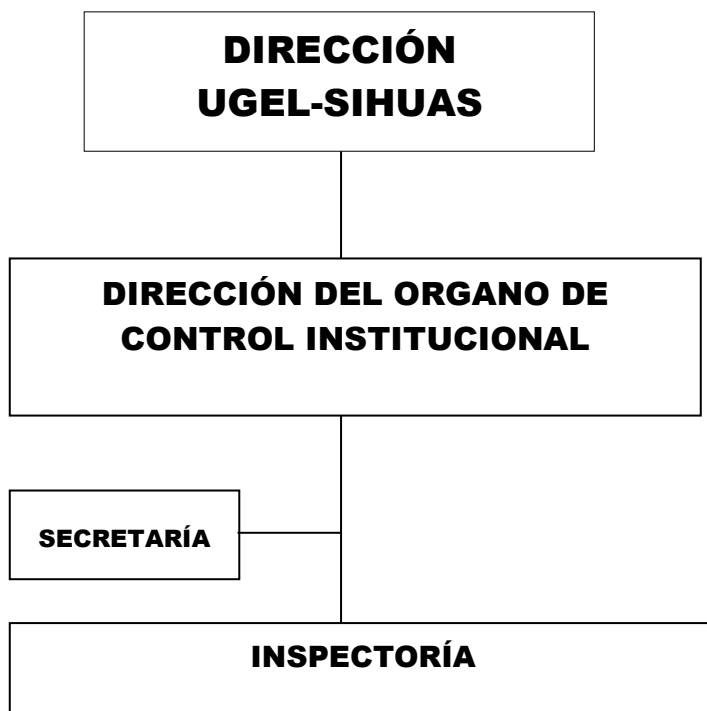 DIRECCIÓN
UGEL-SIHUAS
DIRECCIÓN DEL ORGANO DE
CONTROL INSTITUCIONAL
SECRETARÍA
INSPECTORÍA